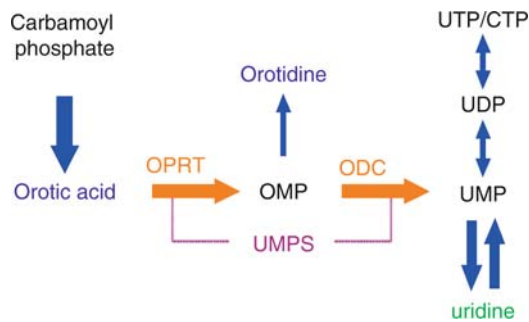 Carbamoyl
phosphate
UTP/CTP
Orotidine
UDP
OPRT
ODC
Orotic acid
OMP
UMP
UMPS
uridine